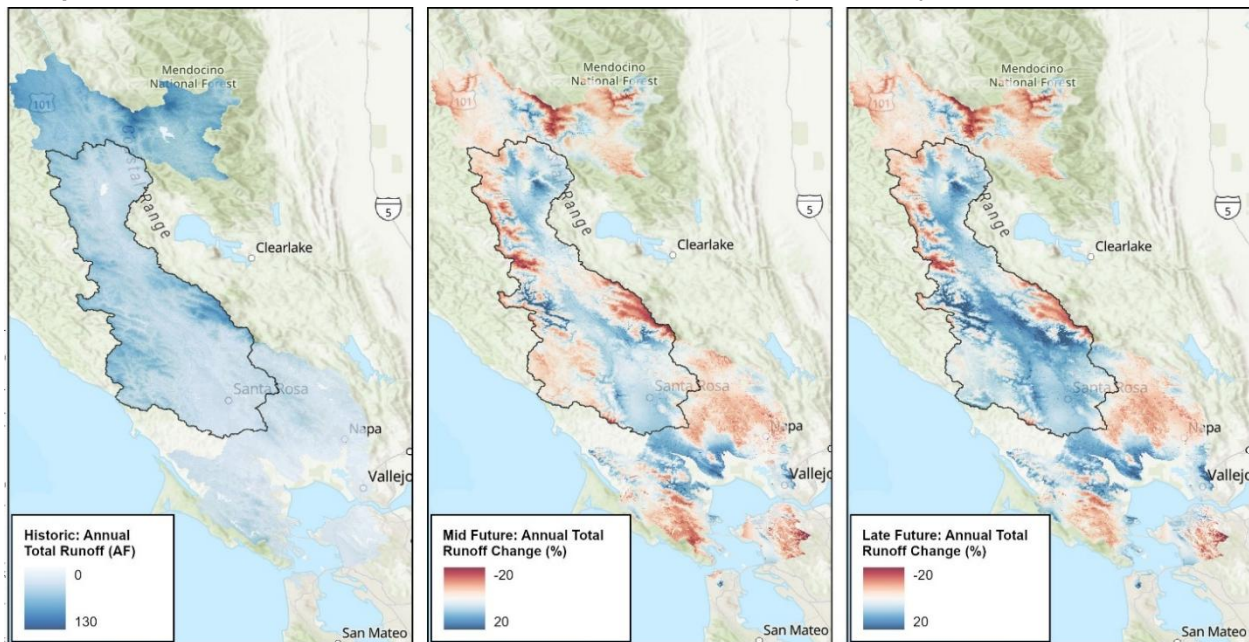 Mendocino
National Forest
101
Range
5
Clearlake
Santa Rosa
Napa
Vallejo
Historic: Annual
Total Runoff (AF)
0
130
San Mateo
Mendocino
National Forest
101
Range
5
Clearlake
Santa Rosa
Napa
Vallejo
Mid Future: Annual Total
Runoff Change (%)
-20
20
San Mateo
Mendocino
National Forest
101
Range
5
Clearlake
Santa Rosa
Napa
Vallejo
Late Future: Annual Total
Runoff Change (%)
-20
20
San Mateo